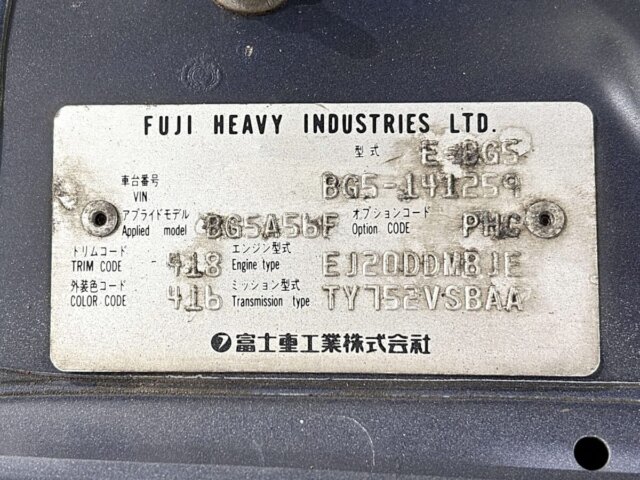 FUJI HEAVY INDUSTRIES LTD.
型式 E-BG5
車台番号 VIN BG5-141259
アプライドモデル Applied model BG5A56F オプションコード Option CODE PHC
トリムコード TRIM CODE 418 エンジン型式 Engine type EJ20DDMBJE
外装色コード COLOR CODE 416 ミッション型式 Transmission type TY752VSBAA
富士重工業株式会社